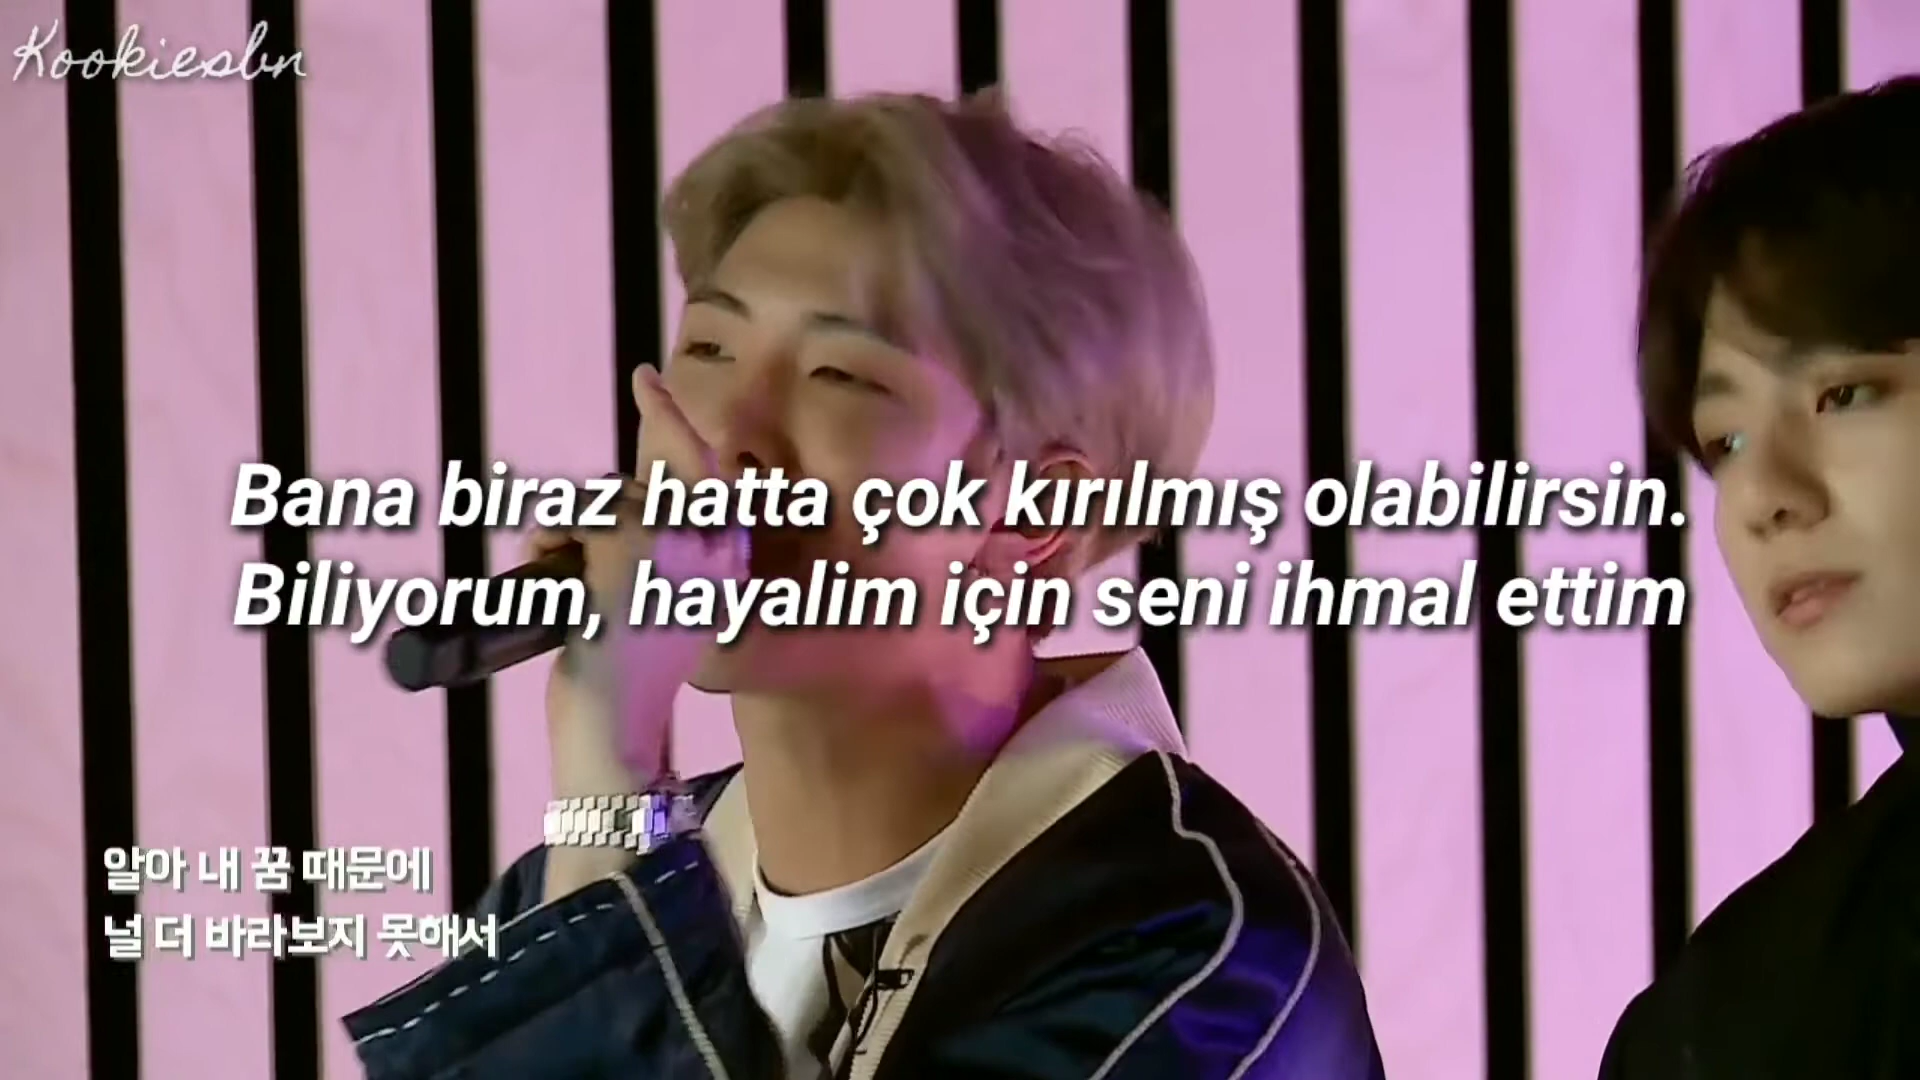 Kookiesbn
Bana biraz hatta çok kırılmış olabilirsin.
Biliyorum, hayalim için seni ihmal ettim
알아 내 꿈 때문에
널 더 바라보지 못해서